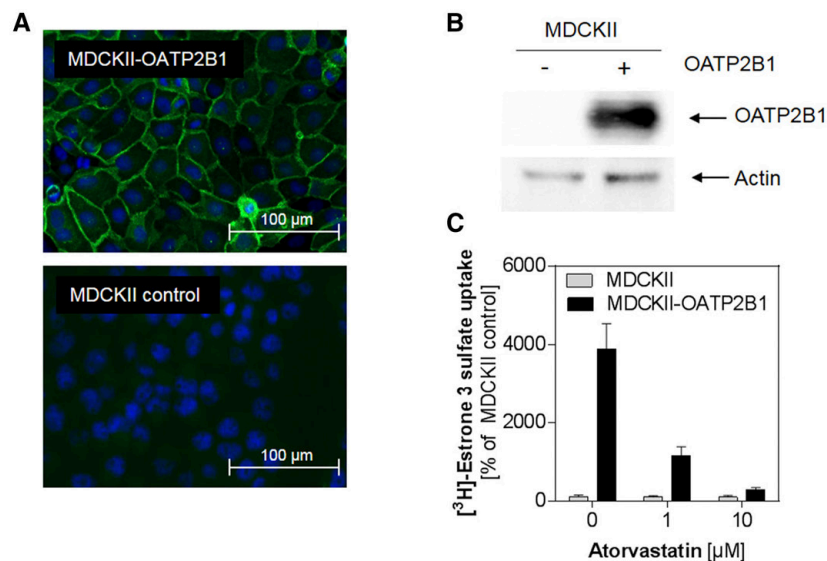 A
MDCKII-OATP2B1
100 µm
MDCKII control
100 µm
B
MDCKII
- + OATP2B1
OATP2B1
Actin
C
[³H]-Estrone 3 sulfate uptake
[% of MDCKII control]
6000
4000
2000
0
MDCKII
MDCKII-OATP2B1
0 1 10
Atorvastatin [µM]